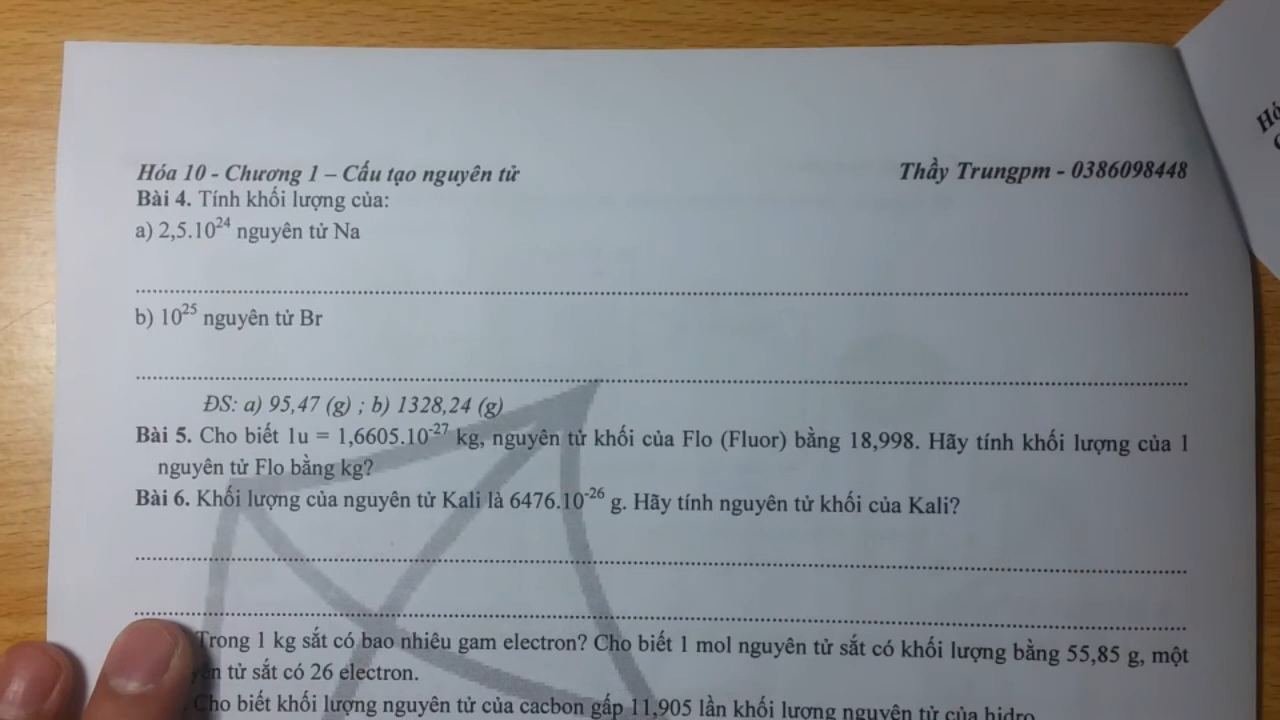 Hóa 10 - Chương 1 – Cấu tạo nguyên tử
Thầy Trungpm - 0386098448
Bài 4. Tính khối lượng của:
a) 2,5.10²⁴ nguyên tử Na
b) 10²⁵ nguyên tử Br
ĐS: a) 95,47 (g) ; b) 1328,24 (g)
Bài 5. Cho biết 1u = 1,6605.10⁻²⁷ kg, nguyên tử khối của Flo (Fluor) bằng 18,998. Hãy tính khối lượng của 1
nguyên tử Flo bằng kg?
Bài 6. Khối lượng của nguyên tử Kali là 6476.10⁻²⁶ g. Hãy tính nguyên tử khối của Kali?
Trong 1 kg sắt có bao nhiêu gam electron? Cho biết 1 mol nguyên tử sắt có khối lượng bằng 55,85 g, một
tử sắt có 26 electron.
Cho biết khối lượng nguyên tử của cacbon gấp 11,905 lần khối lượng nguyên tử của hidro